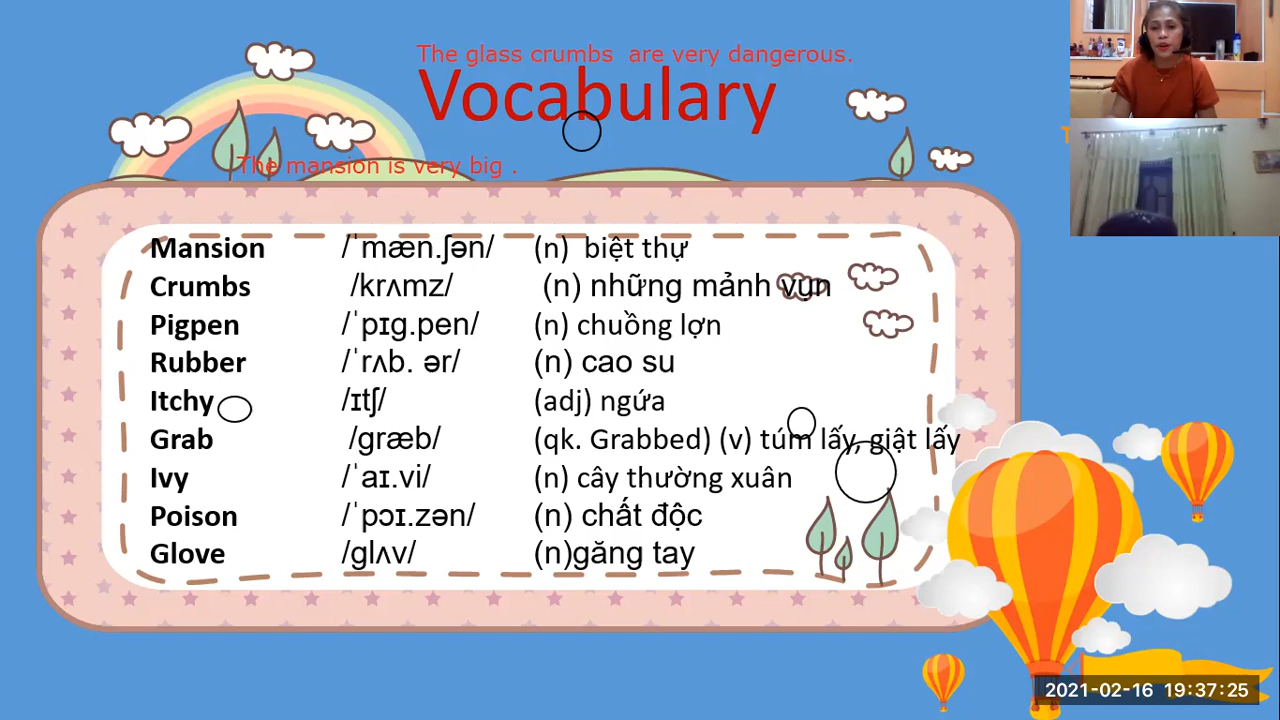 The glass crumbs are very dangerous.
Vocabulary
The mansion is very big .
Mansion /ˈmæn.ʃən/ (n) biệt thự
Crumbs /krʌmz/ (n) những mảnh vụn
Pigpen /ˈpɪg.pen/ (n) chuồng lợn
Rubber /ˈrʌb. ər/ (n) cao su
Itchy /ɪtʃ/ (adj) ngứa
Grab /græb/ (qk. Grabbed) (v) túm lấy, giật lấy
Ivy /ˈaɪ.vi/ (n) cây thường xuân
Poison /ˈpɔɪ.zən/ (n) chất độc
Glove /glʌv/ (n)găng tay
2021-02-16 19:37:25